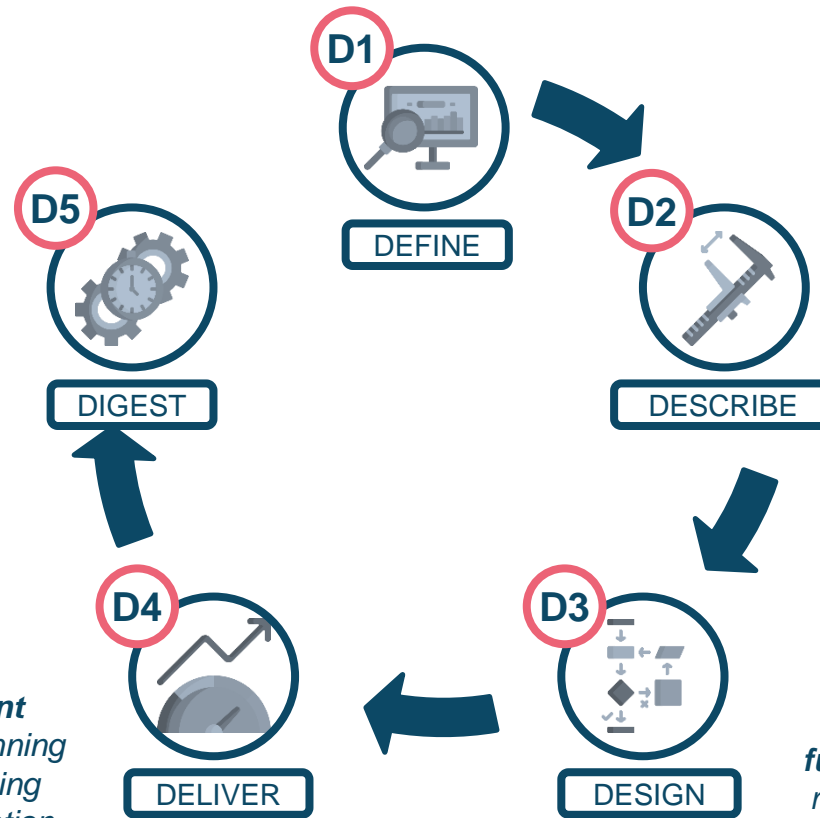 D1
DEFINE
D2
DESCRIBE
D3
DESIGN
D4
DELIVER
D5
DIGEST